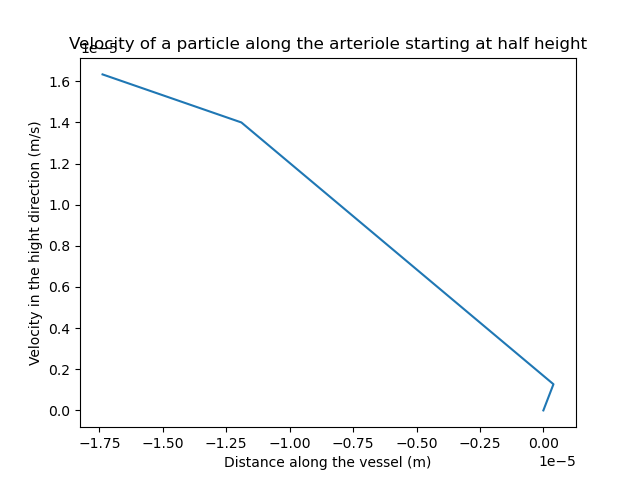 Velocity of a particle along the arteriole starting at half height
1e−5
1.6
1.4
1.2
1.0
0.8
0.6
0.4
0.2
0.0
Velocity in the hight direction (m/s)
−1.75 −1.50 −1.25 −1.00 −0.75 −0.50 −0.25 0.00
Distance along the vessel (m)
1e−5